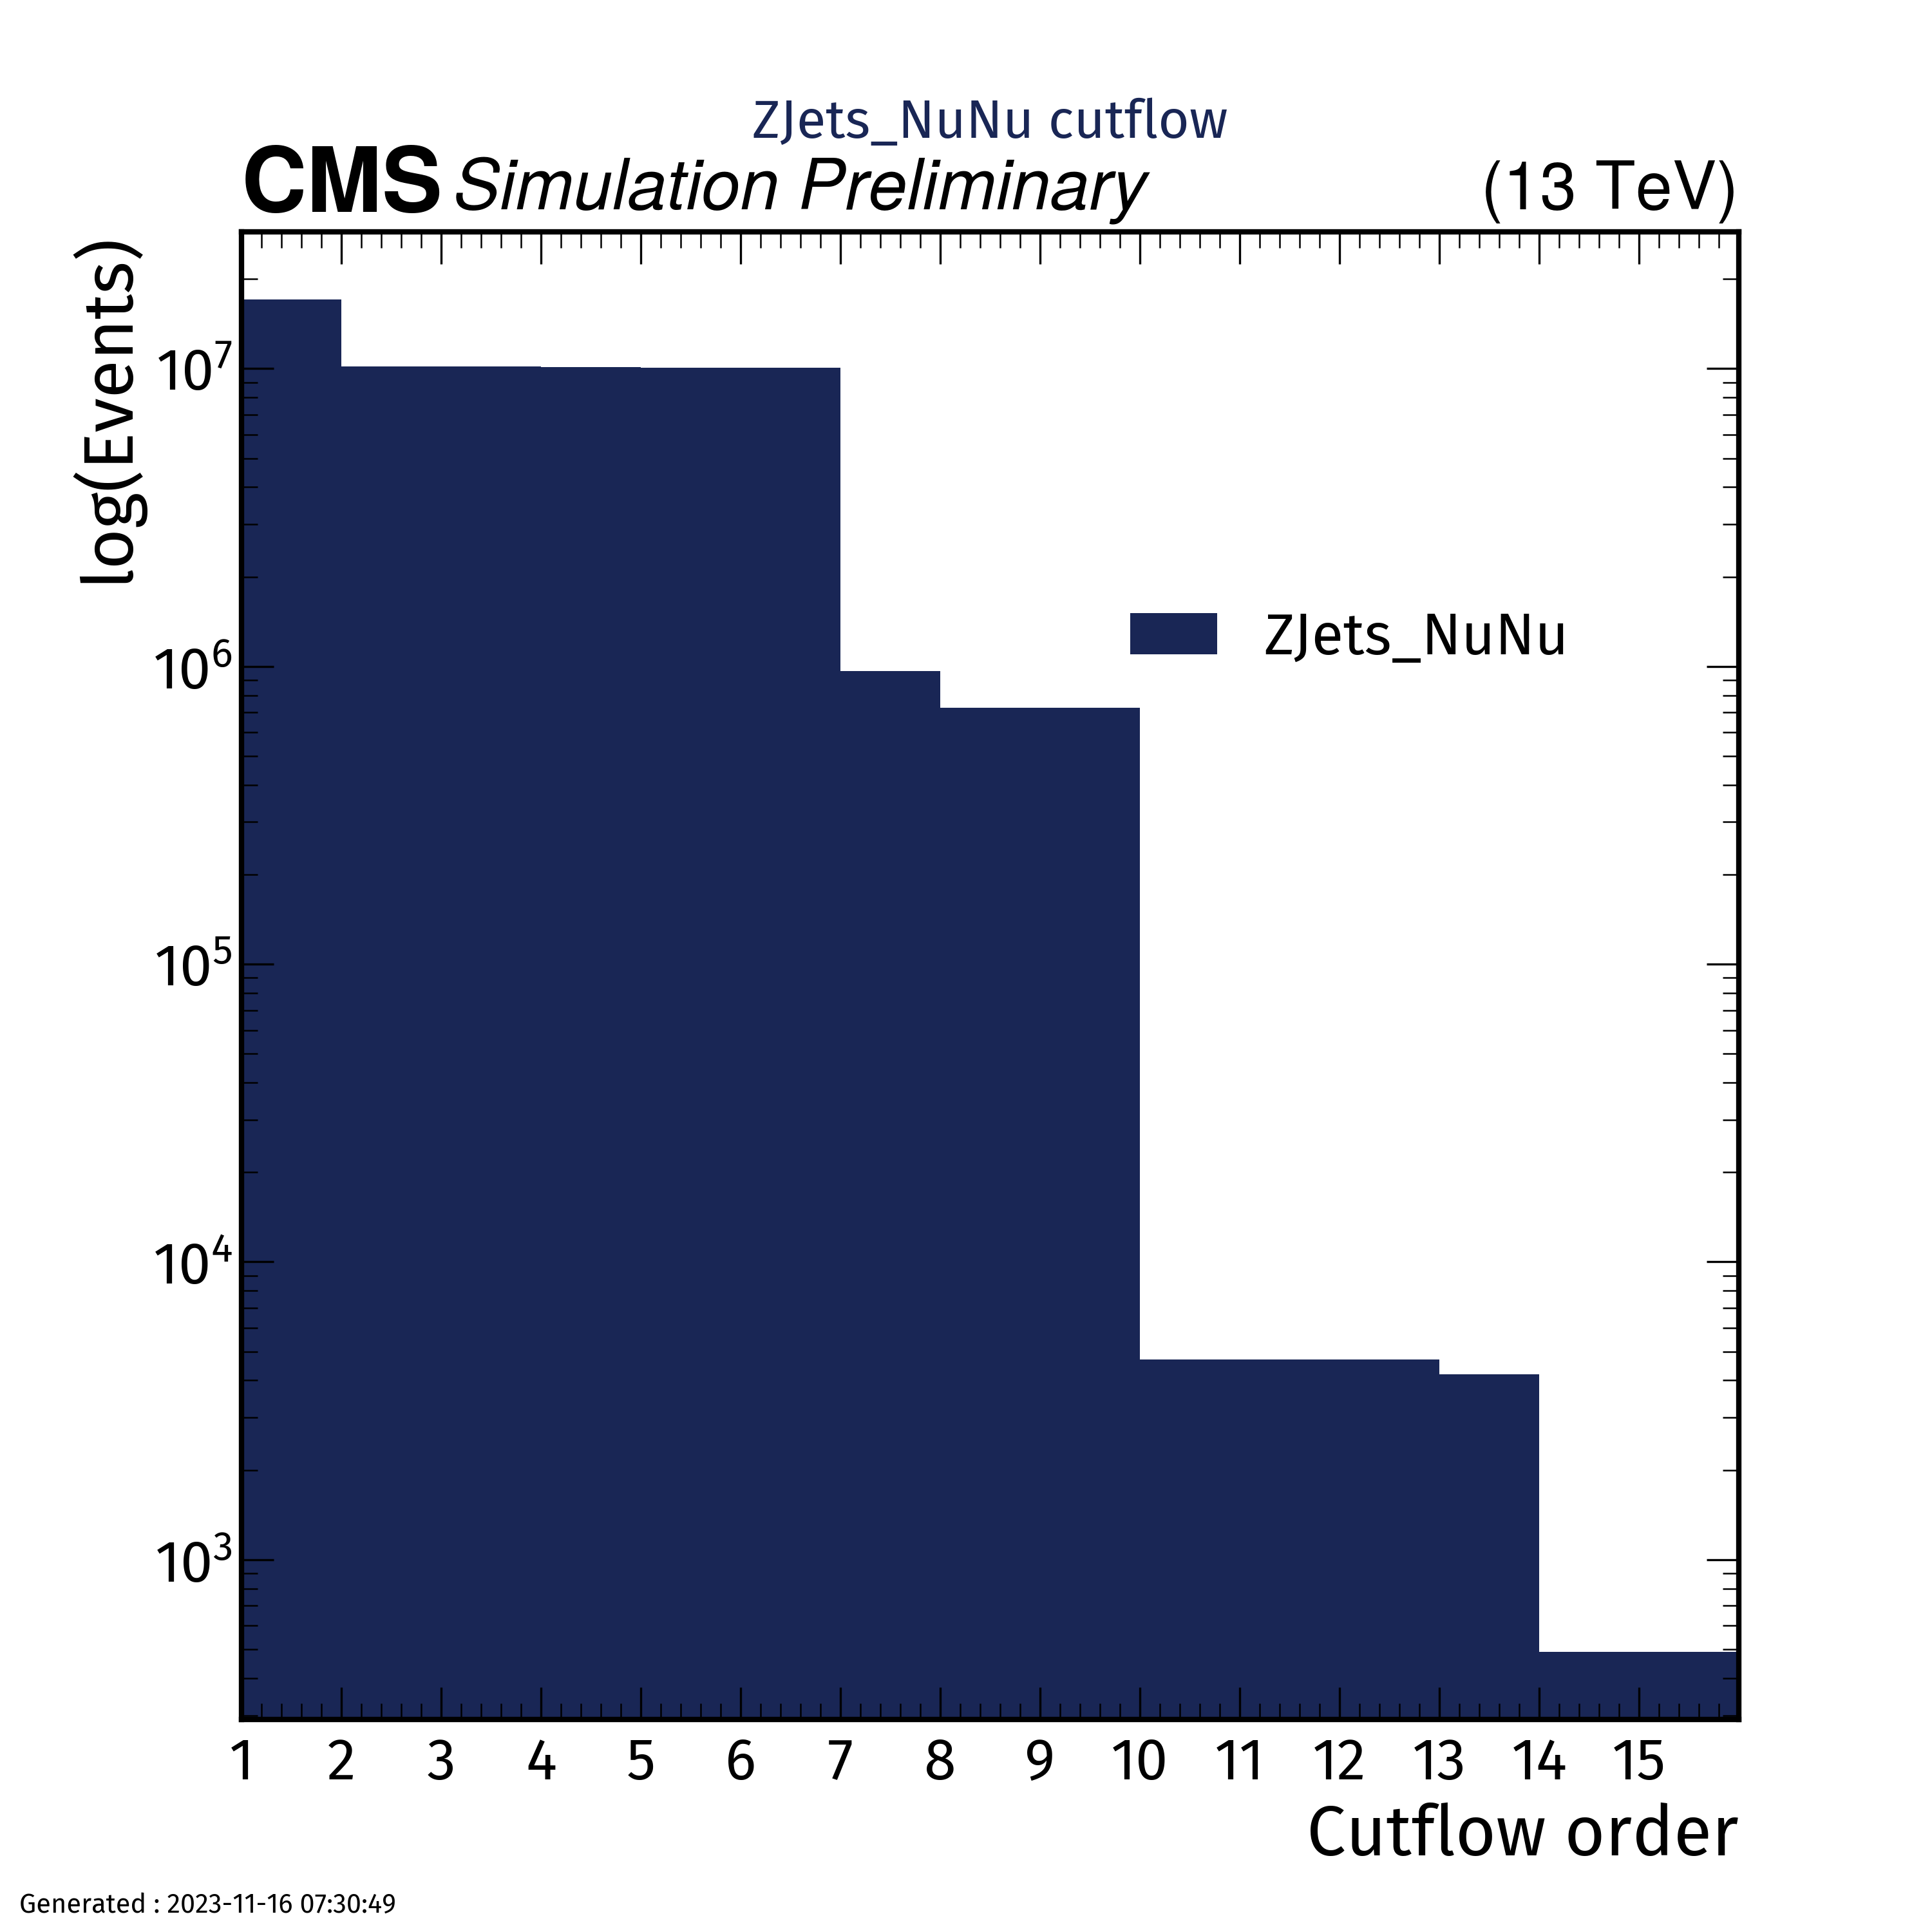 ZJets_NuNu cutflow
CMS Simulation Preliminary (13 TeV)
log(Events)
10^7
10^6
10^5
10^4
10^3
ZJets_NuNu
1 2 3 4 5 6 7 8 9 10 11 12 13 14 15
Cutflow order
Generated : 2023-11-16 07:30:49